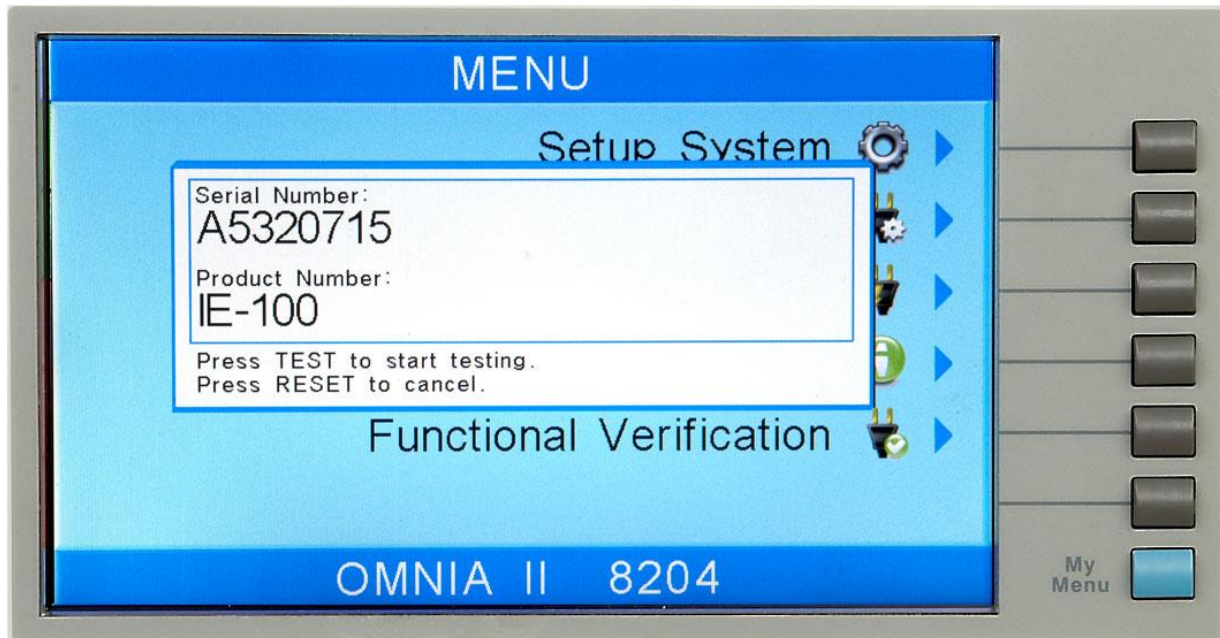 MENU
Setup System
Serial Number:
A5320715
Product Number:
IE-100
Press TEST to start testing.
Press RESET to cancel.
Functional Verification
OMNIA II 8204
My
Menu